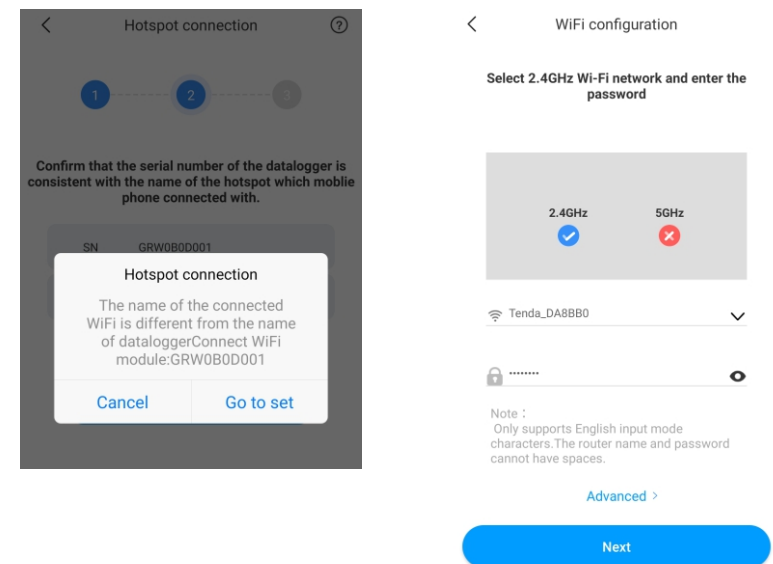 Hotspot connection
?
1
2
3
Confirm that the serial number of the datalogger is
consistent with the name of the hotspot which moblie
phone connected with.
SN GRW0B0D001
Hotspot connection
The name of the connected
WiFi is different from the name
of dataloggerConnect WiFi
module:GRW0B0D001
Cancel Go to set
WiFi configuration
Select 2.4GHz Wi-Fi network and enter the
password
2.4GHz 5GHz
Tenda_DA8BB0
········
Note：
Only supports English input mode
characters.The router name and password
cannot have spaces.
Advanced >
Next